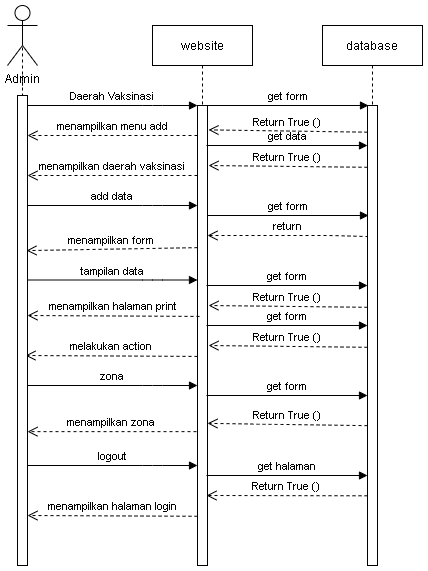 website
database
Admin
Daerah Vaksinasi
get form
Return True ()
menampilkan menu add
get data
Return True ()
menampilkan daerah vaksinasi
add data
get form
return
menampilkan form
tampilan data
get form
Return True ()
menampilkan halaman print
get form
Return True ()
melakukan action
zona
get form
Return True ()
menampilkan zona
logout
get halaman
Return True ()
menampilkan halaman login